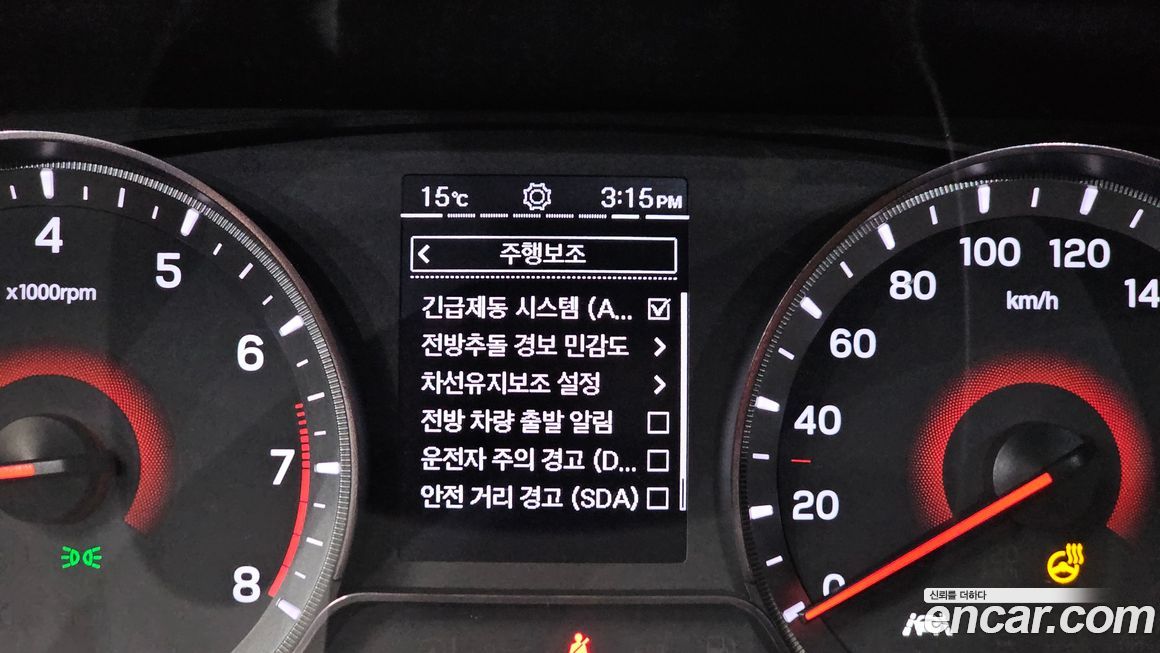 15℃
3:15PM
주행보조
긴급제동 시스템 (A...
전방추돌 경보 민감도
차선유지보조 설정
전방 차량 출발 알림
운전자 주의 경고 (D...
안전 거리 경고 (SDA)
4
5
6
7
8
x1000rpm
0
20
40
60
80
100
120
14
km/h
신뢰를 더하다
encar.com